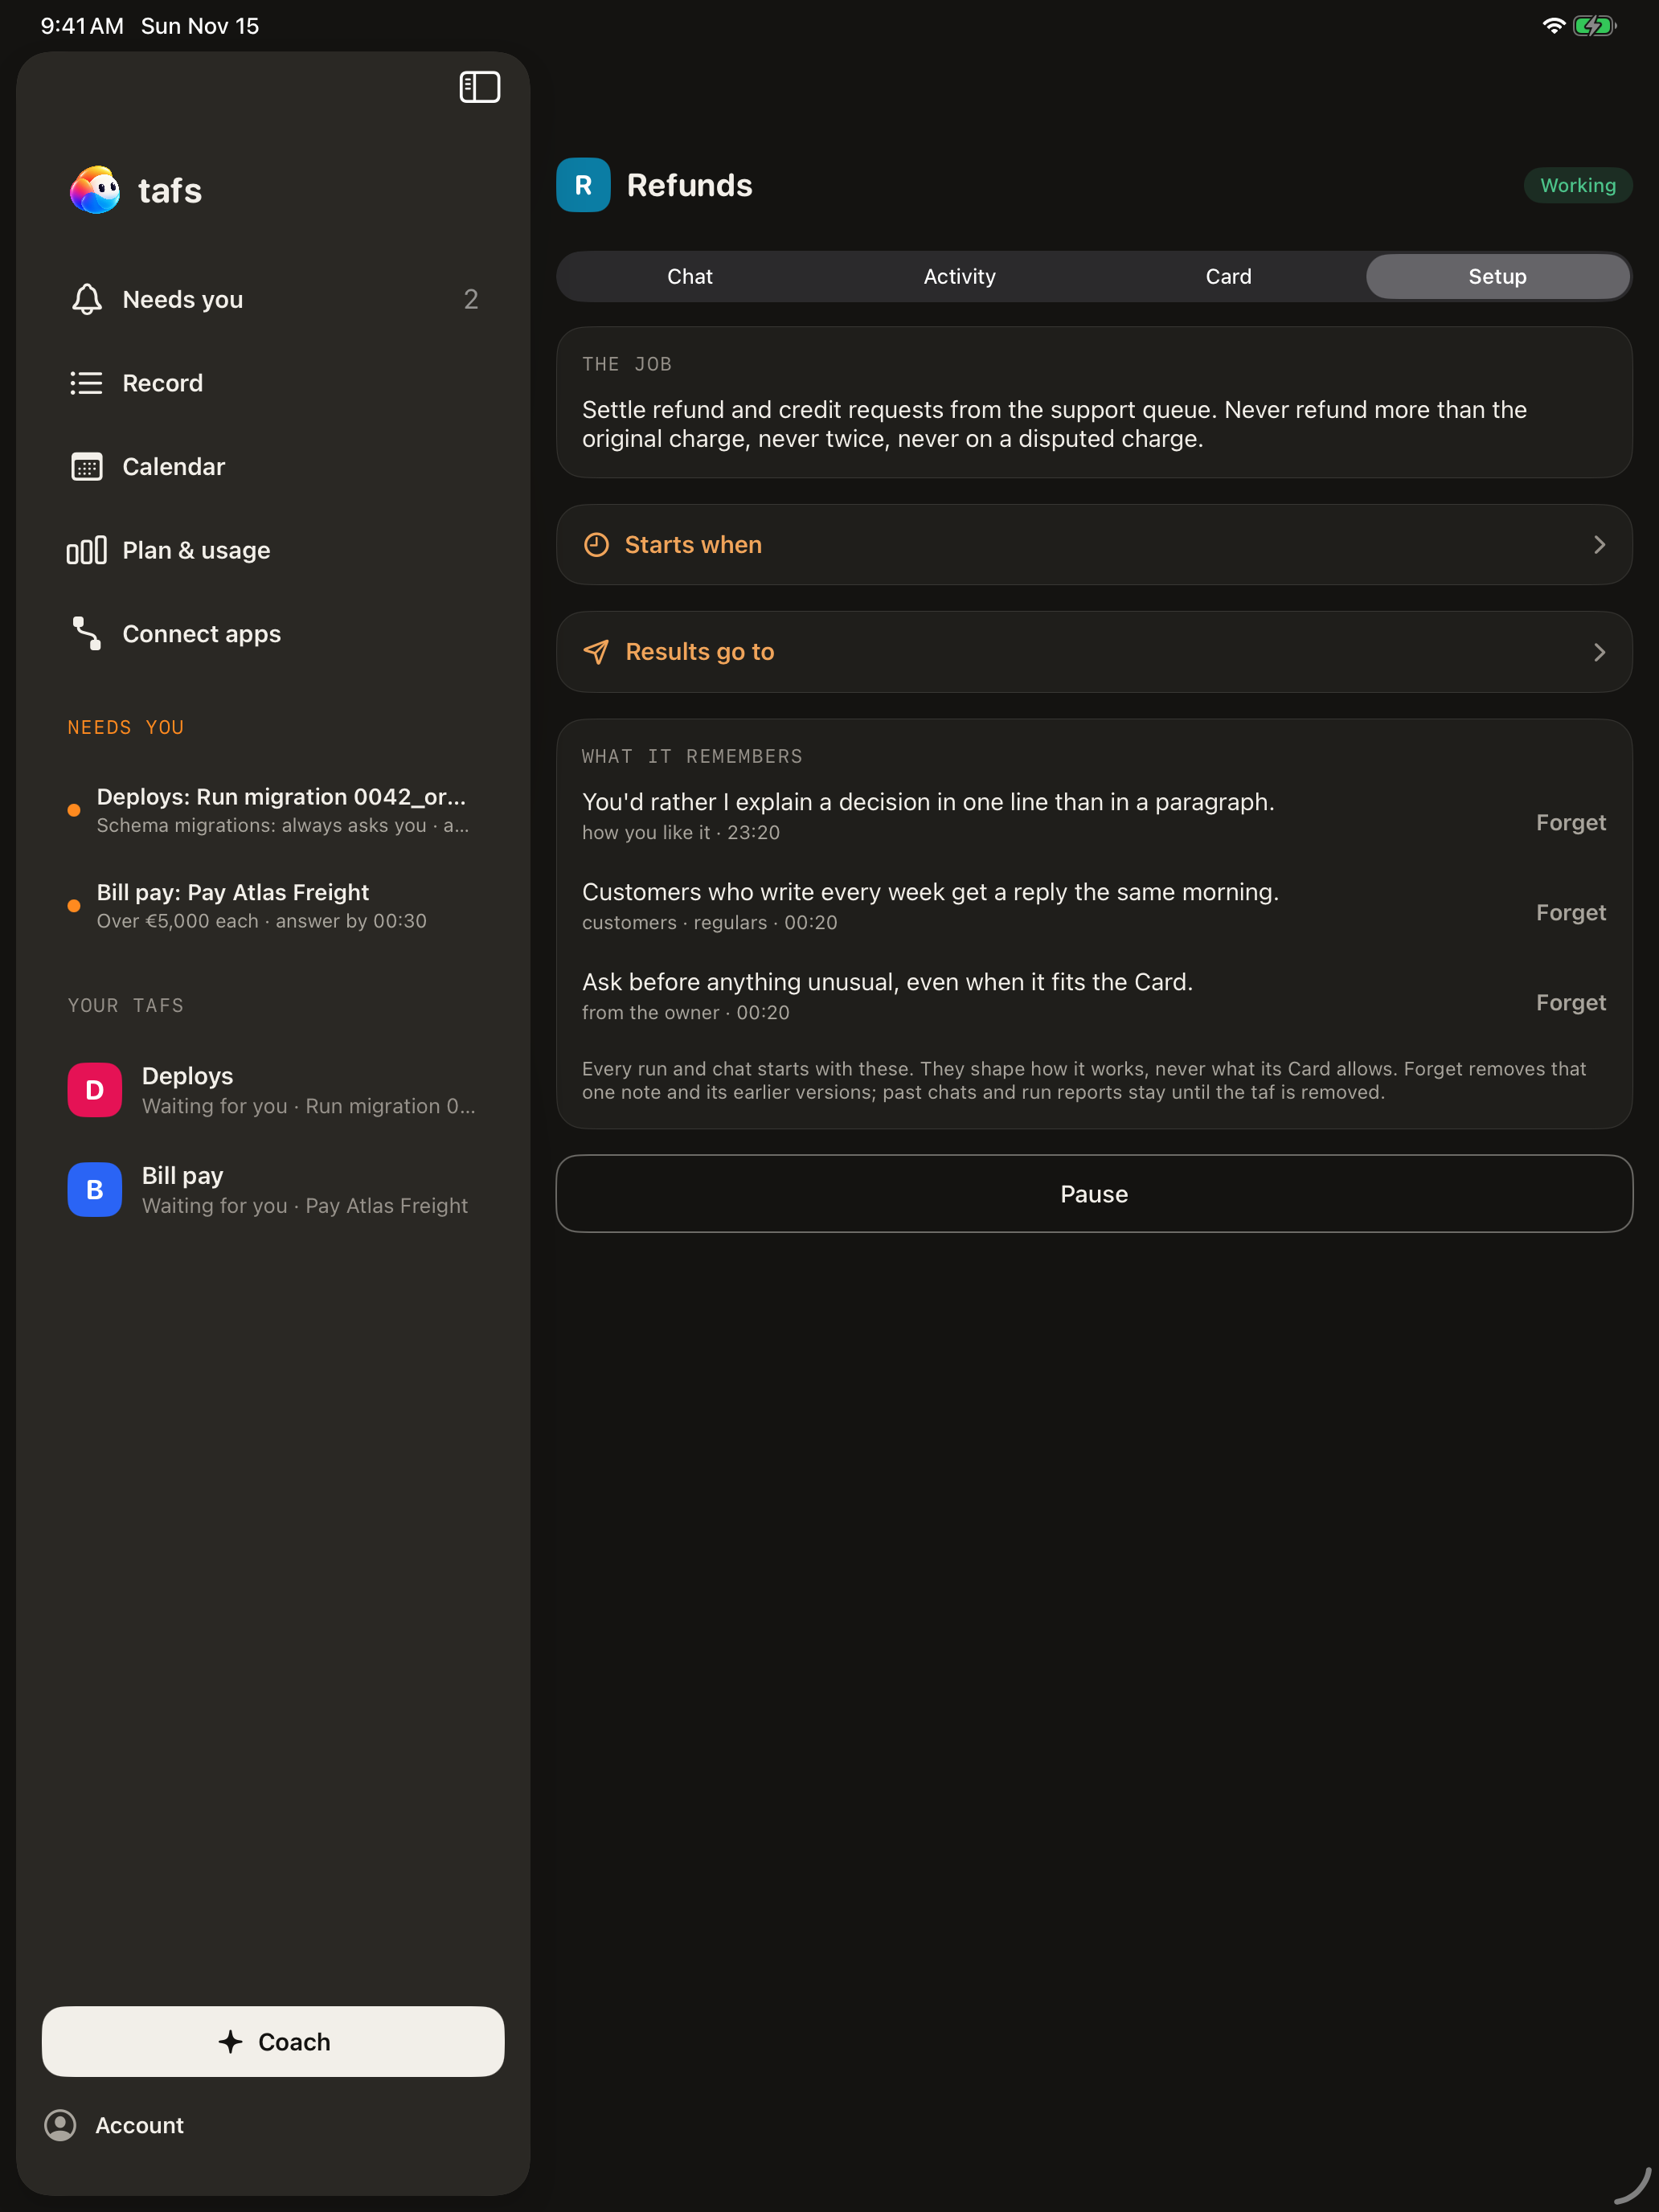 9:41 AM Sun Nov 15
tafs
Needs you 2
Record
Calendar
Plan & usage
Connect apps
NEEDS YOU
Deploys: Run migration 0042_or...
Schema migrations: always asks you · a...
Bill pay: Pay Atlas Freight
Over €5,000 each · answer by 00:30
YOUR TAFS
D
Deploys
Waiting for you · Run migration 0...
B
Bill pay
Waiting for you · Pay Atlas Freight
Coach
Account
R
Refunds
Working
Chat
Activity
Card
Setup
THE JOB
Settle refund and credit requests from the support queue. Never refund more than the
original charge, never twice, never on a disputed charge.
Starts when
Results go to
WHAT IT REMEMBERS
You'd rather I explain a decision in one line than in a paragraph.
how you like it · 23:20
Forget
Customers who write every week get a reply the same morning.
customers · regulars · 00:20
Forget
Ask before anything unusual, even when it fits the Card.
from the owner · 00:20
Forget
Every run and chat starts with these. They shape how it works, never what its Card allows. Forget removes that
one note and its earlier versions; past chats and run reports stay until the taf is removed.
Pause